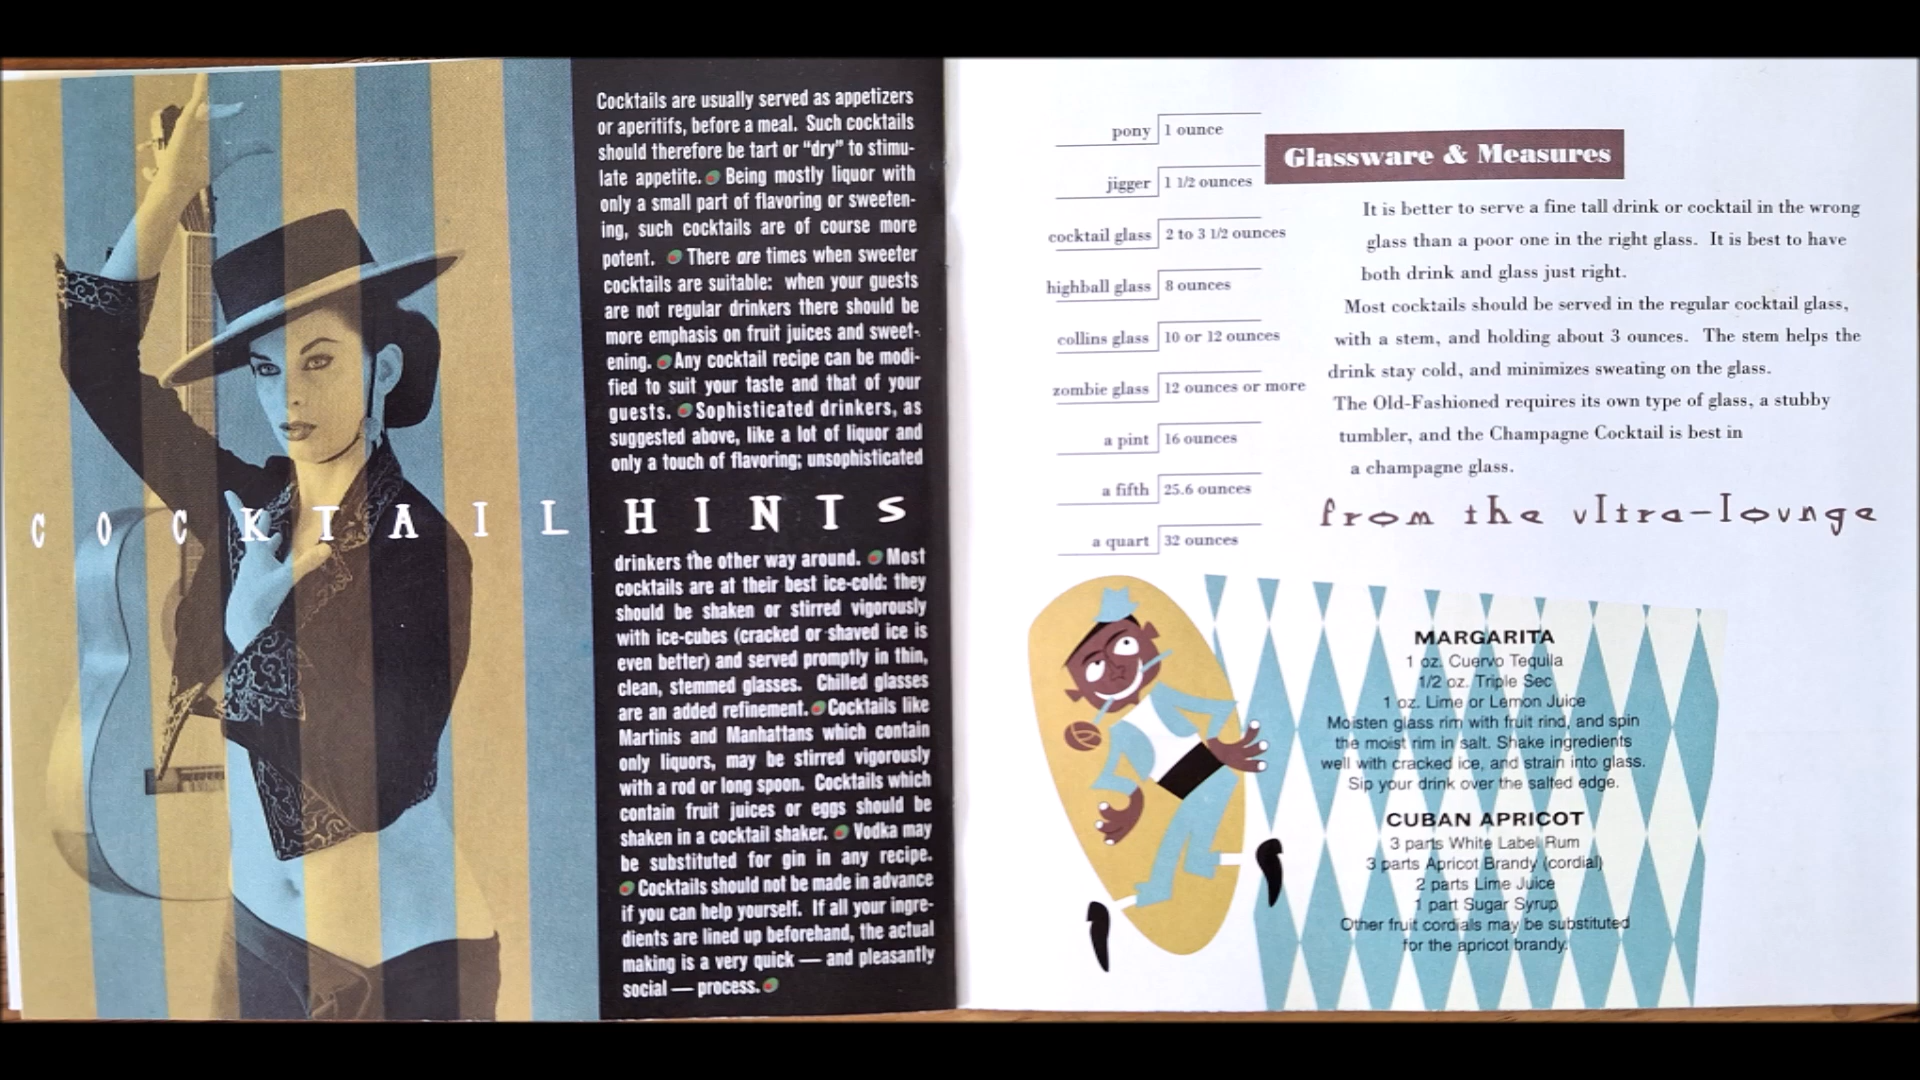 Cocktails are usually served as appetizers
or aperitifs, before a meal. Such cocktails
should therefore be tart or “dry” to stimu-
late appetite. Being mostly liquor with
only a small part of flavoring or sweeten-
ing, such cocktails are of course more
potent. There are times when sweeter
cocktails are suitable: when your guests
are not regular drinkers there should be
more emphasis on fruit juices and sweet-
ening. Any cocktail recipe can be modi-
fied to suit your taste and that of your
guests. Sophisticated drinkers, as
suggested above, like a lot of liquor and
only a touch of flavoring; unsophisticated
COCKTAIL HINTS
drinkers the other way around. Most
cocktails are at their best ice-cold: they
should be shaken or stirred vigorously
with ice-cubes (cracked or shaved ice is
even better) and served promptly in thin,
clean, stemmed glasses. Chilled glasses
are an added refinement. Cocktails like
Martinis and Manhattans which contain
only liquors, may be stirred vigorously
with a rod or long spoon. Cocktails which
contain fruit juices or eggs should be
shaken in a cocktail shaker. Vodka may
be substituted for gin in any recipe.
Cocktails should not be made in advance
if you can help yourself. If all your ingre-
dients are lined up beforehand, the actual
making is a very quick — and pleasantly
social — process.
pony 1 ounce
jigger 1 1/2 ounces
cocktail glass 2 to 3 1/2 ounces
highball glass 8 ounces
collins glass 10 or 12 ounces
zombie glass 12 ounces or more
a pint 16 ounces
a fifth 25.6 ounces
a quart 32 ounces
Glassware & Measures
It is better to serve a fine tall drink or cocktail in the wrong
glass than a poor one in the right glass. It is best to have
both drink and glass just right.
Most cocktails should be served in the regular cocktail glass,
with a stem, and holding about 3 ounces. The stem helps the
drink stay cold, and minimizes sweating on the glass.
The Old-Fashioned requires its own type of glass, a stubby
tumbler, and the Champagne Cocktail is best in
a champagne glass.
from the ultra-lounge
MARGARITA
1 oz. Cuervo Tequila
1/2 oz. Triple Sec
1 oz. Lime or Lemon Juice
Moisten glass rim with fruit rind, and spin
the moist rim in salt. Shake ingredients
well with cracked ice, and strain into glass.
Sip your drink over the salted edge.
CUBAN APRICOT
3 parts White Label Rum
3 parts Apricot Brandy (cordial)
2 parts Lime Juice
1 part Sugar Syrup
Other fruit cordials may be substituted
for the apricot brandy.